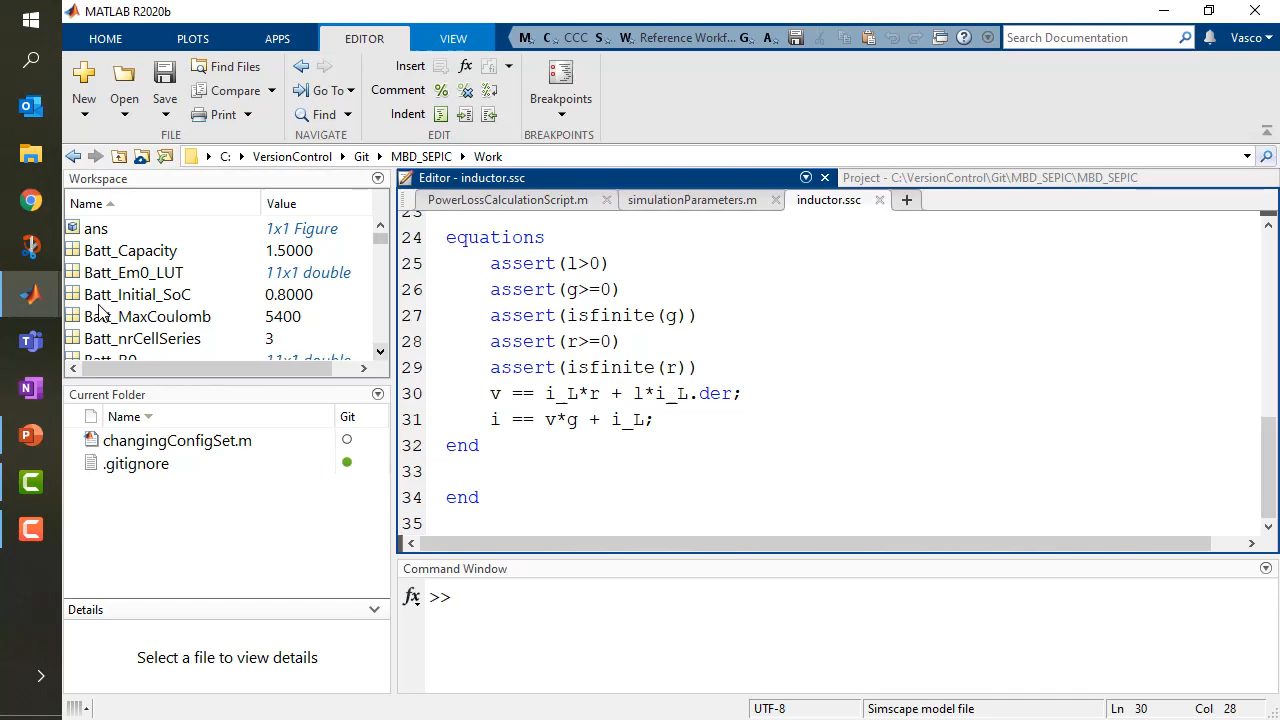 MATLAB R2020b
HOME PLOTS APPS EDITOR VIEW
CCC Reference Workf... Search Documentation Vasco
New Open Save Find Files Compare Print
FILE
Go To Find
NAVIGATE
Insert fx
Comment %
Indent
EDIT
Breakpoints
BREAKPOINTS
C: VersionControl Git MBD_SEPIC Work
Workspace
Name Value
ans 1x1 Figure
Batt_Capacity 1.5000
Batt_Em0_LUT 11x1 double
Batt_Initial_SoC 0.8000
Batt_MaxCoulomb 5400
Batt_nrCellSeries 3
Batt_R0 11x1 double
Current Folder
Name Git
changingConfigSet.m
.gitignore
Details
Select a file to view details
Editor - inductor.ssc
Project - C:\VersionControl\Git\MBD_SEPIC\MBD_SEPIC
PowerLossCalculationScript.m simulationParameters.m inductor.ssc
23
24 equations
25 assert(l>0)
26 assert(g>=0)
27 assert(isfinite(g))
28 assert(r>=0)
29 assert(isfinite(r))
30 v == i_L*r + l*i_L.der;
31 i == v*g + i_L;
32 end
33
34 end
35
Command Window
fx >>
UTF-8 Simscape model file Ln 30 Col 28